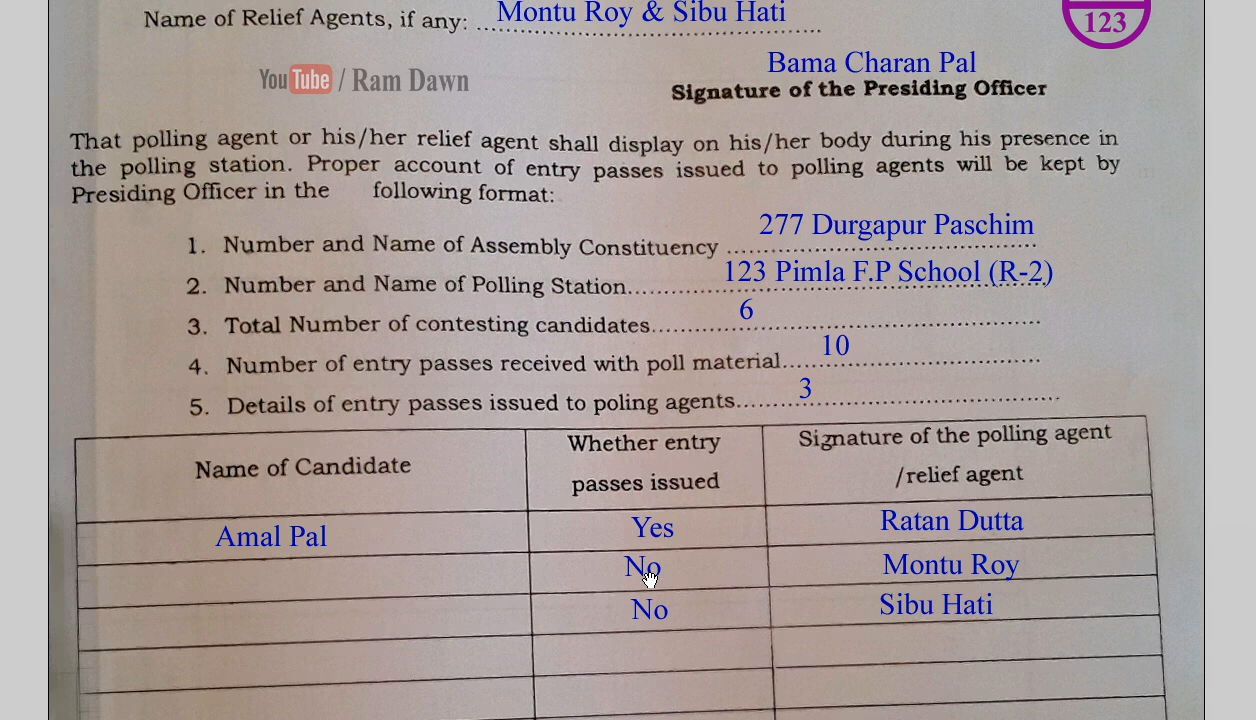 Name of Relief Agents, if any: Montu Roy & Sibu Hati
123
Bama Charan Pal
YouTube / Ram Dawn
Signature of the Presiding Officer
That polling agent or his/her relief agent shall display on his/her body during his presence in
the polling station. Proper account of entry passes issued to polling agents will be kept by
Presiding Officer in the following format:
1. Number and Name of Assembly Constituency 277 Durgapur Paschim
2. Number and Name of Polling Station 123 Pimla F.P School (R-2)
3. Total Number of contesting candidates 6
4. Number of entry passes received with poll material 10
5. Details of entry passes issued to poling agents 3
Name of Candidate
Whether entry
passes issued
Signature of the polling agent
/relief agent
Amal Pal Yes Ratan Dutta
No Montu Roy
No Sibu Hati